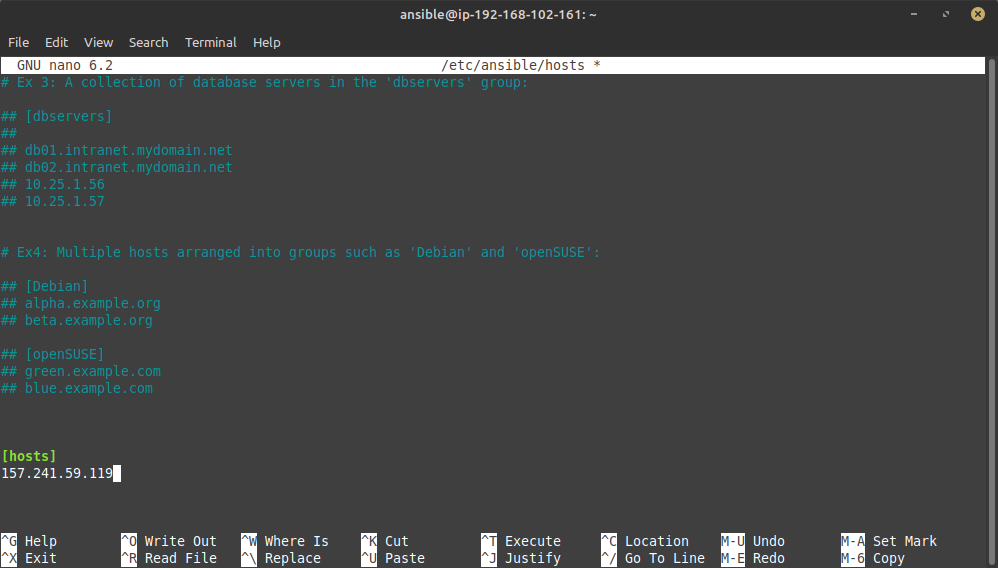 ansible@ip-192-168-102-161: ~
File Edit View Search Terminal Help
GNU nano 6.2 /etc/ansible/hosts *
# Ex 3: A collection of database servers in the 'dbservers' group:
## [dbservers]
##
## db01.intranet.mydomain.net
## db02.intranet.mydomain.net
## 10.25.1.56
## 10.25.1.57
# Ex4: Multiple hosts arranged into groups such as 'Debian' and 'openSUSE':
## [Debian]
## alpha.example.org
## beta.example.org
## [openSUSE]
## green.example.com
## blue.example.com
[hosts]
157.241.59.119
^G Help ^O Write Out ^W Where Is ^K Cut ^T Execute ^C Location M-U Undo M-A Set Mark
^X Exit ^R Read File ^\ Replace ^U Paste ^J Justify ^/ Go To Line M-E Redo M-6 Copy